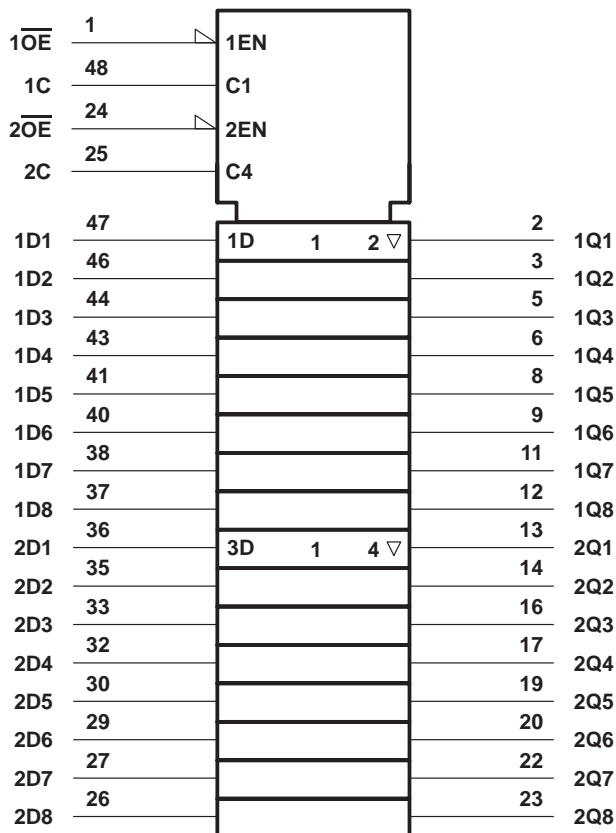 1OE 1 1EN
1C 48 C1
2OE 24 2EN
2C 25 C4
1D1 47 1D 1 2 ▽ 2 1Q1
1D2 46 3 1Q2
1D3 44 5 1Q3
1D4 43 6 1Q4
1D5 41 8 1Q5
1D6 40 9 1Q6
1D7 38 11 1Q7
1D8 37 12 1Q8
2D1 36 3D 1 4 ▽ 13 2Q1
2D2 35 14 2Q2
2D3 33 16 2Q3
2D4 32 17 2Q4
2D5 30 19 2Q5
2D6 29 20 2Q6
2D7 27 22 2Q7
2D8 26 23 2Q8